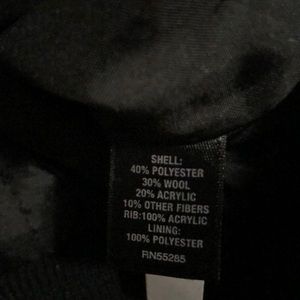 SHELL:
40% POLYESTER
30% WOOL
20% ACRYLIC
10% OTHER FIBERS
RIB:100% ACRYLIC
LINING:
100% POLYESTER
RN55285